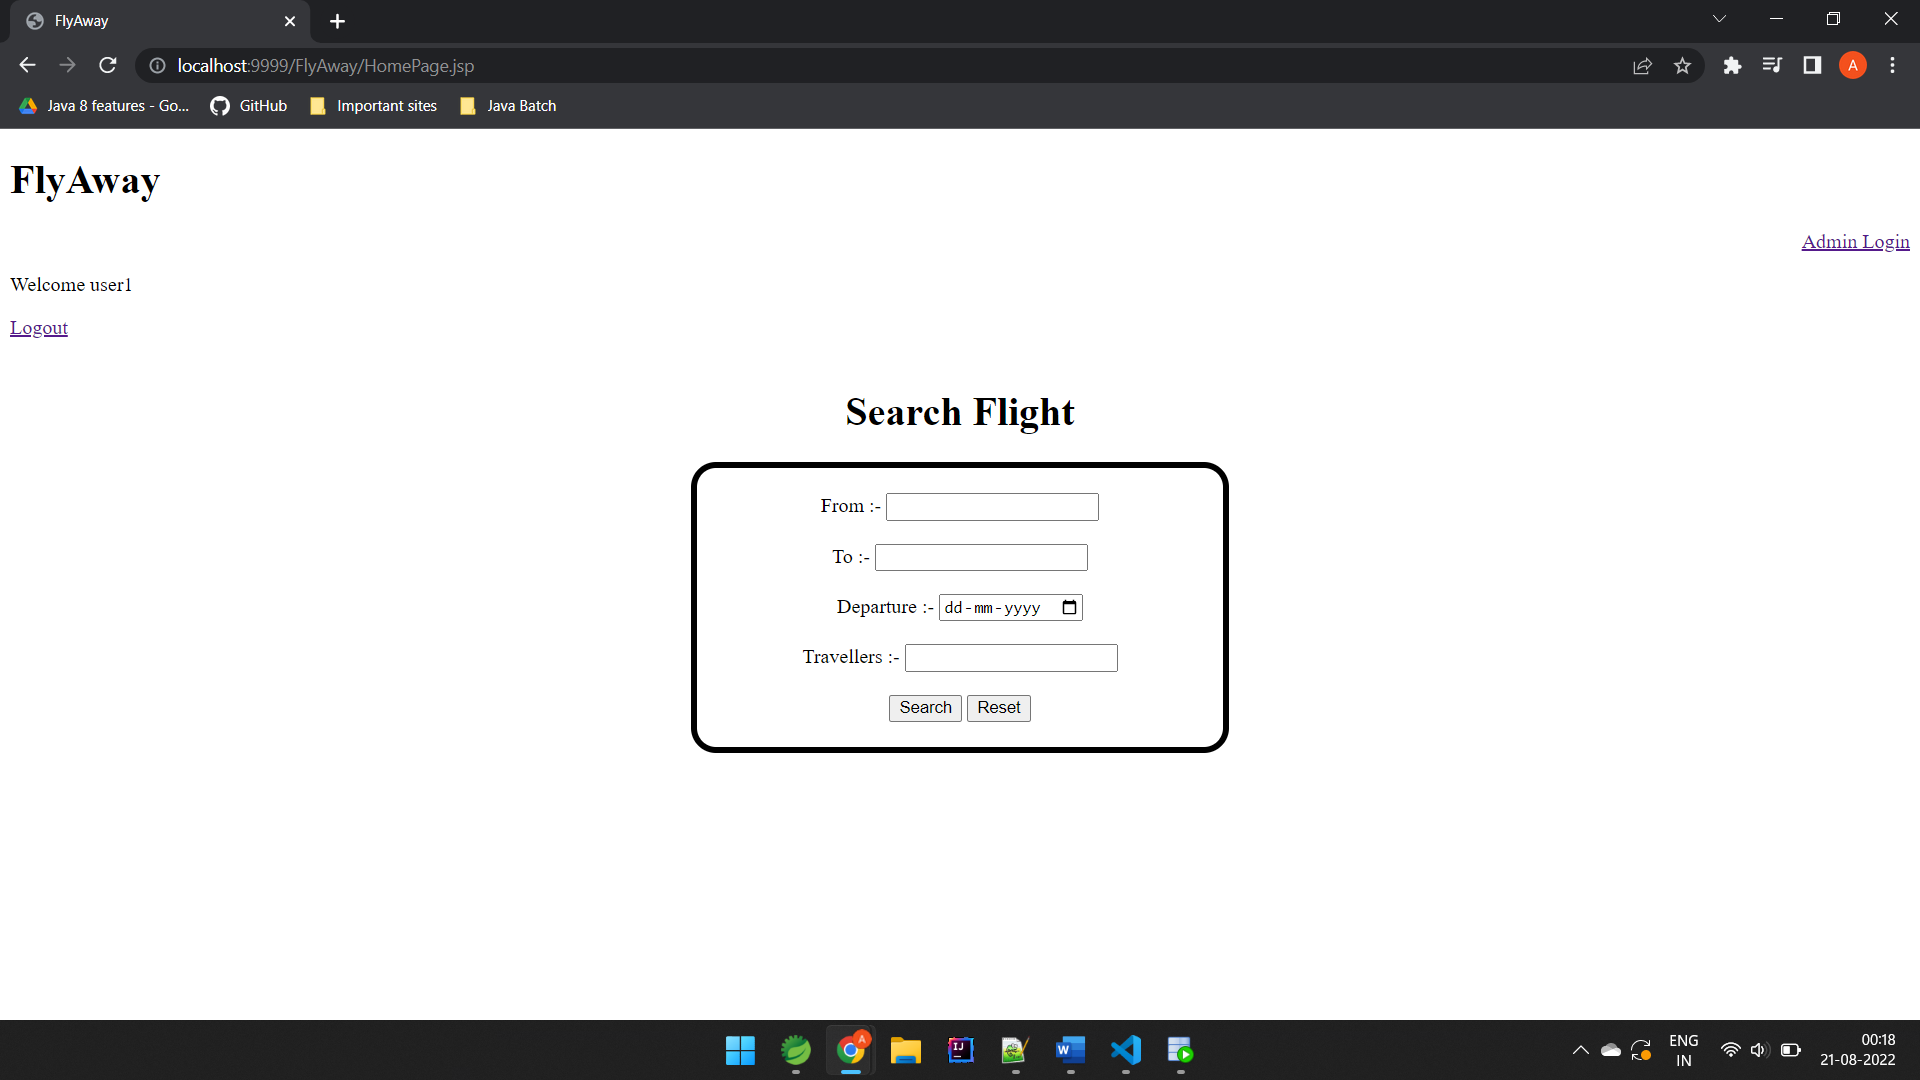 FlyAway
localhost:9999/FlyAway/HomePage.jsp
A
Java 8 features - Go...
GitHub
Important sites
Java Batch
FlyAway
Admin Login
Welcome user1
Logout
Search Flight
From :-
To :-
Departure :- dd-mm-yyyy
Travellers :-
Search Reset
A
IJ
W
ENG
IN
00:18
21-08-2022